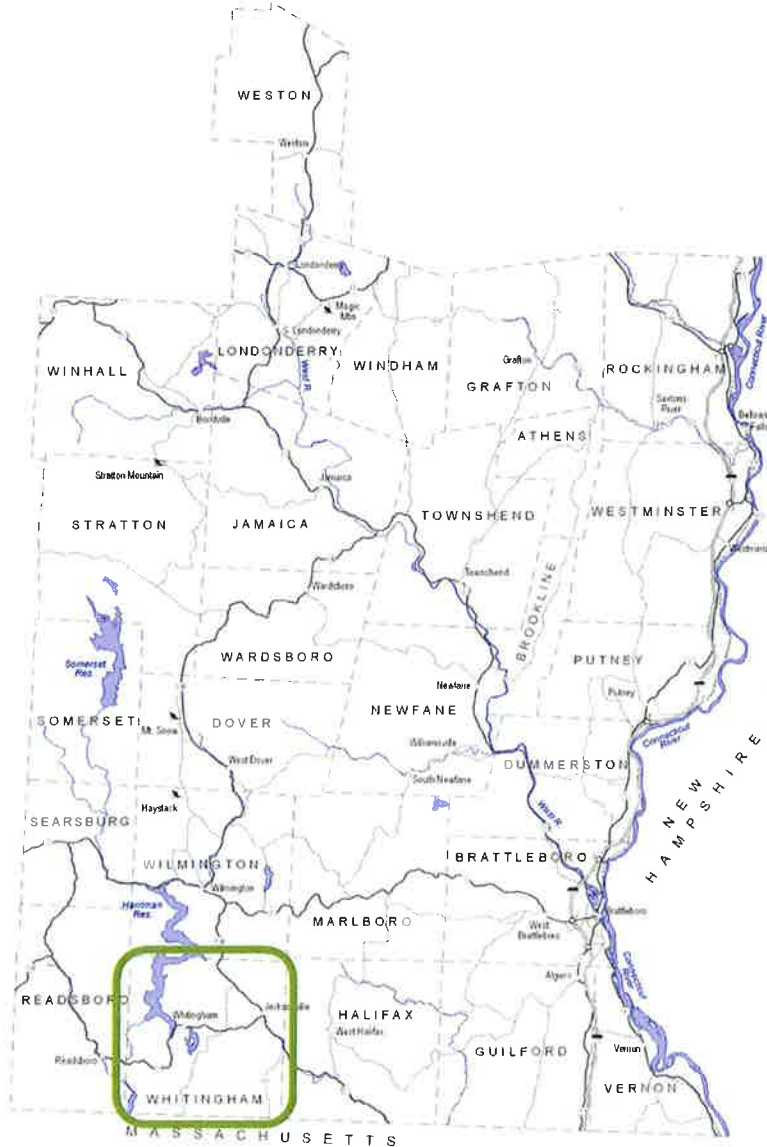 WESTON
Weston
Londonderry
Magic
Mtn.
S. Londonderry
LONDONDERRY
West R.
WINHALL
WINDHAM
Grafton
GRAFTON
ROCKINGHAM
Connecticut River
Saxtons
River
Bellows
Falls
Bondville
ATHENS
Stratton Mountain
Jamaica
STRATTON
JAMAICA
TOWNSHEND
WESTMINSTER
Westminster
Townshend
Wardsboro
BROOKLINE
WARDSBORO
PUTNEY
Somerset
Res.
Newfane
Putney
SOMERSET
DOVER
NEWFANE
Mt. Snow
Connecticut
River
Williamsville
West Dover
DUMMERSTON
South Newfane
NEW
HAMPSHIRE
Haystack
SEARSBURG
West R.
WILMINGTON
BRATTLEBORO
Wilmington
Harriman
Res.
MARLBORO
West
Brattleboro
Brattleboro
Algiers
Connecticut
River
READSBORO
Whitingham
Jacksonville
HALIFAX
West Halifax
Readsboro
GUILFORD
Vernon
WHITINGHAM
VERNON
MASSACHUSETTS